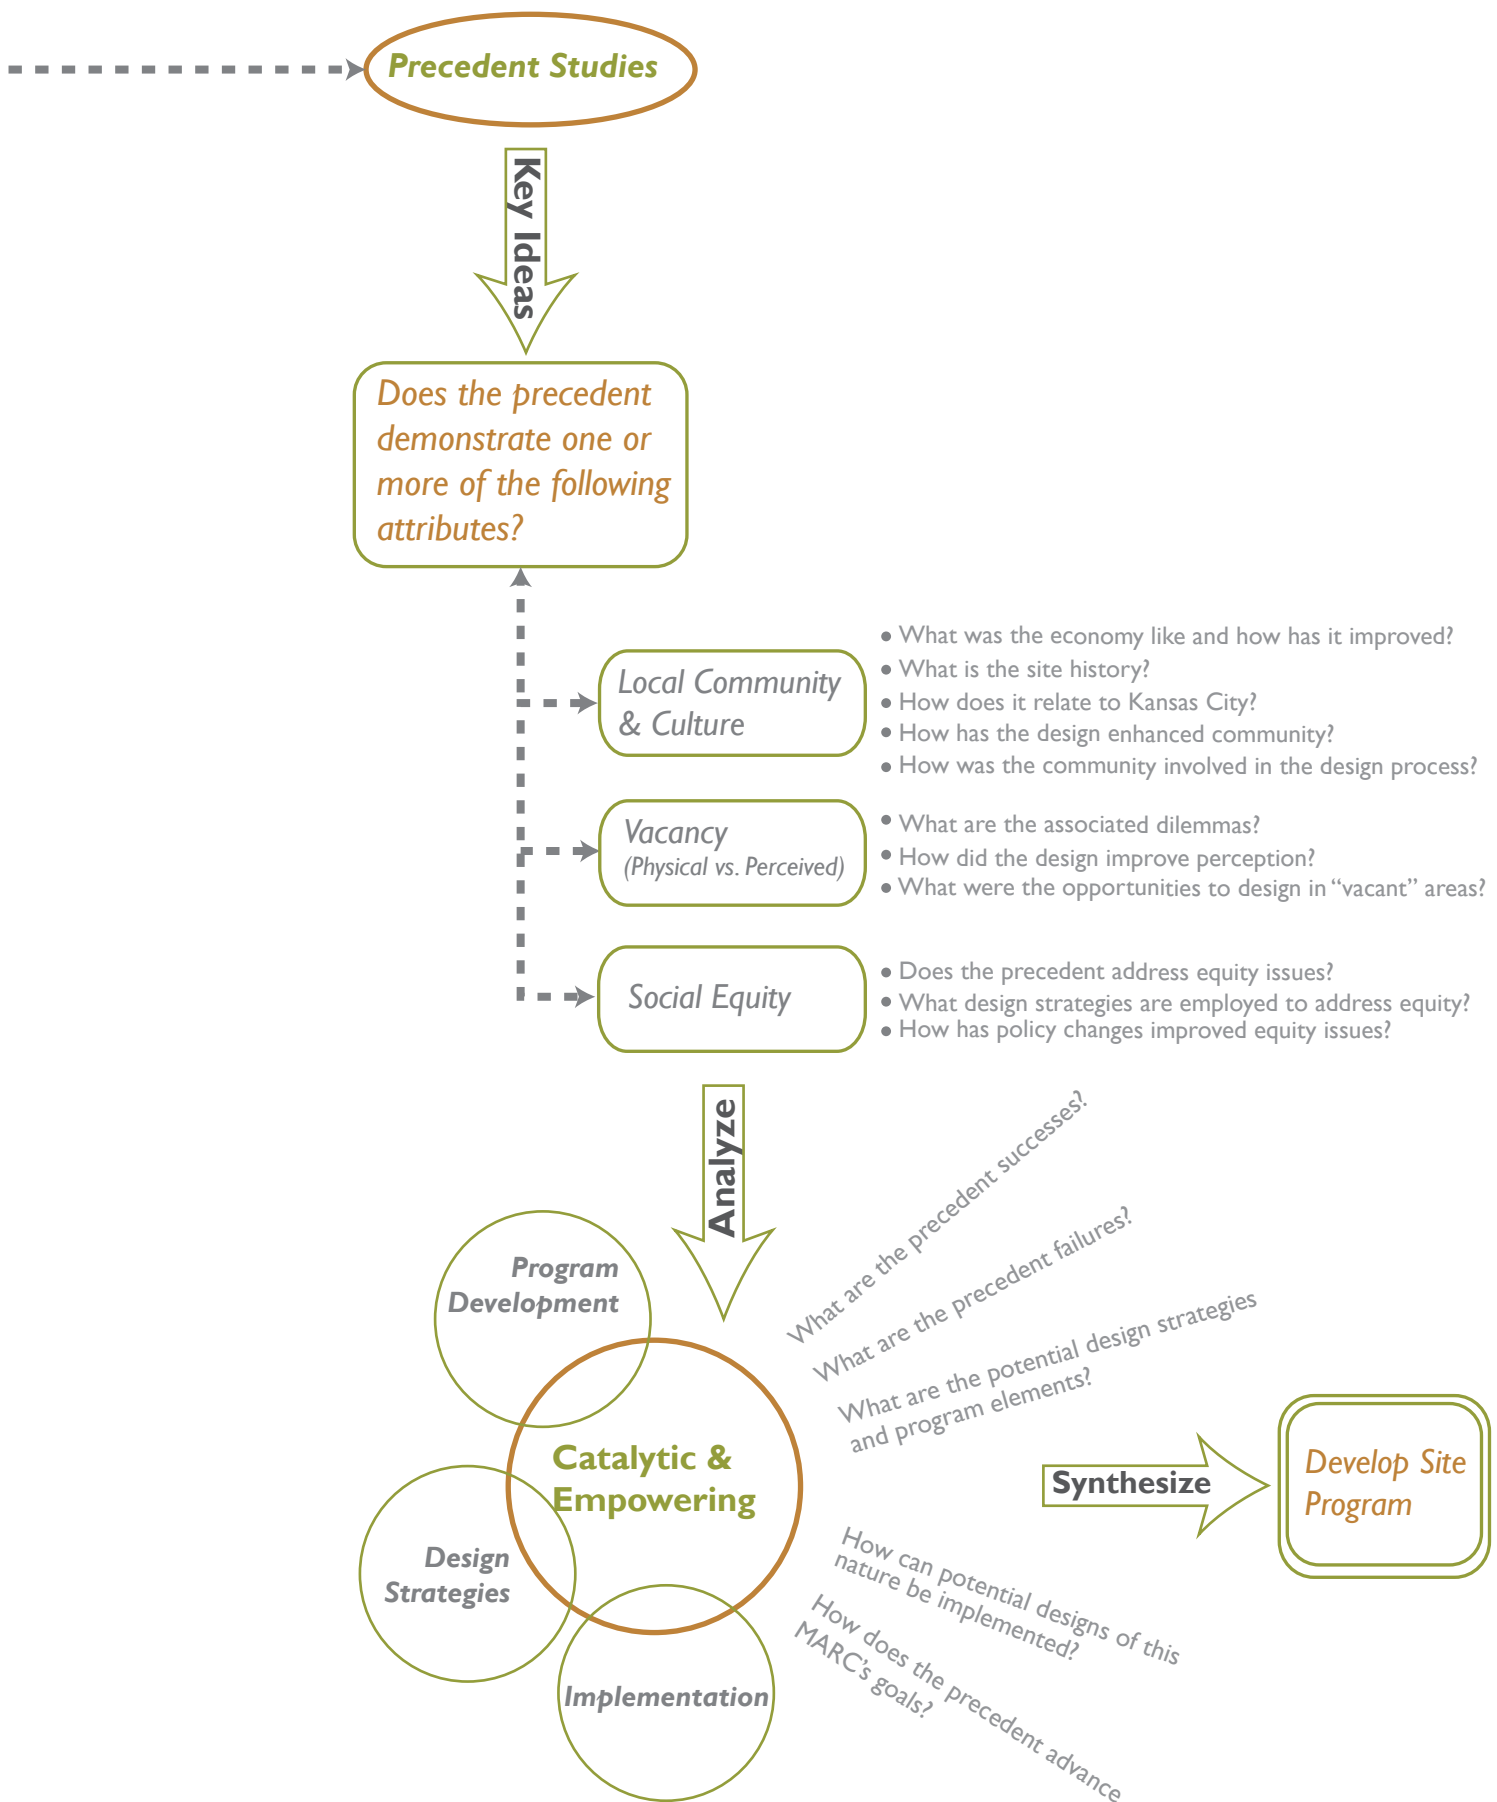 Precedent Studies
Key Ideas
Does the precedent
demonstrate one or
more of the following
attributes?
Local Community
& Culture
• What was the economy like and how has it improved?
• What is the site history?
• How does it relate to Kansas City?
• How has the design enhanced community?
• How was the community involved in the design process?
Vacancy
(Physical vs. Perceived)
• What are the associated dilemmas?
• How did the design improve perception?
• What were the opportunities to design in “vacant” areas?
Social Equity
• Does the precedent address equity issues?
• What design strategies are employed to address equity?
• How has policy changes improved equity issues?
Analyze
Program
Development
Catalytic &
Empowering
Design
Strategies
Implementation
What are the precedent successes?
What are the precedent failures?
What are the potential design strategies
and program elements?
How can potential designs of this
nature be implemented?
How does the precedent advance
MARC’s goals?
Synthesize
Develop Site
Program